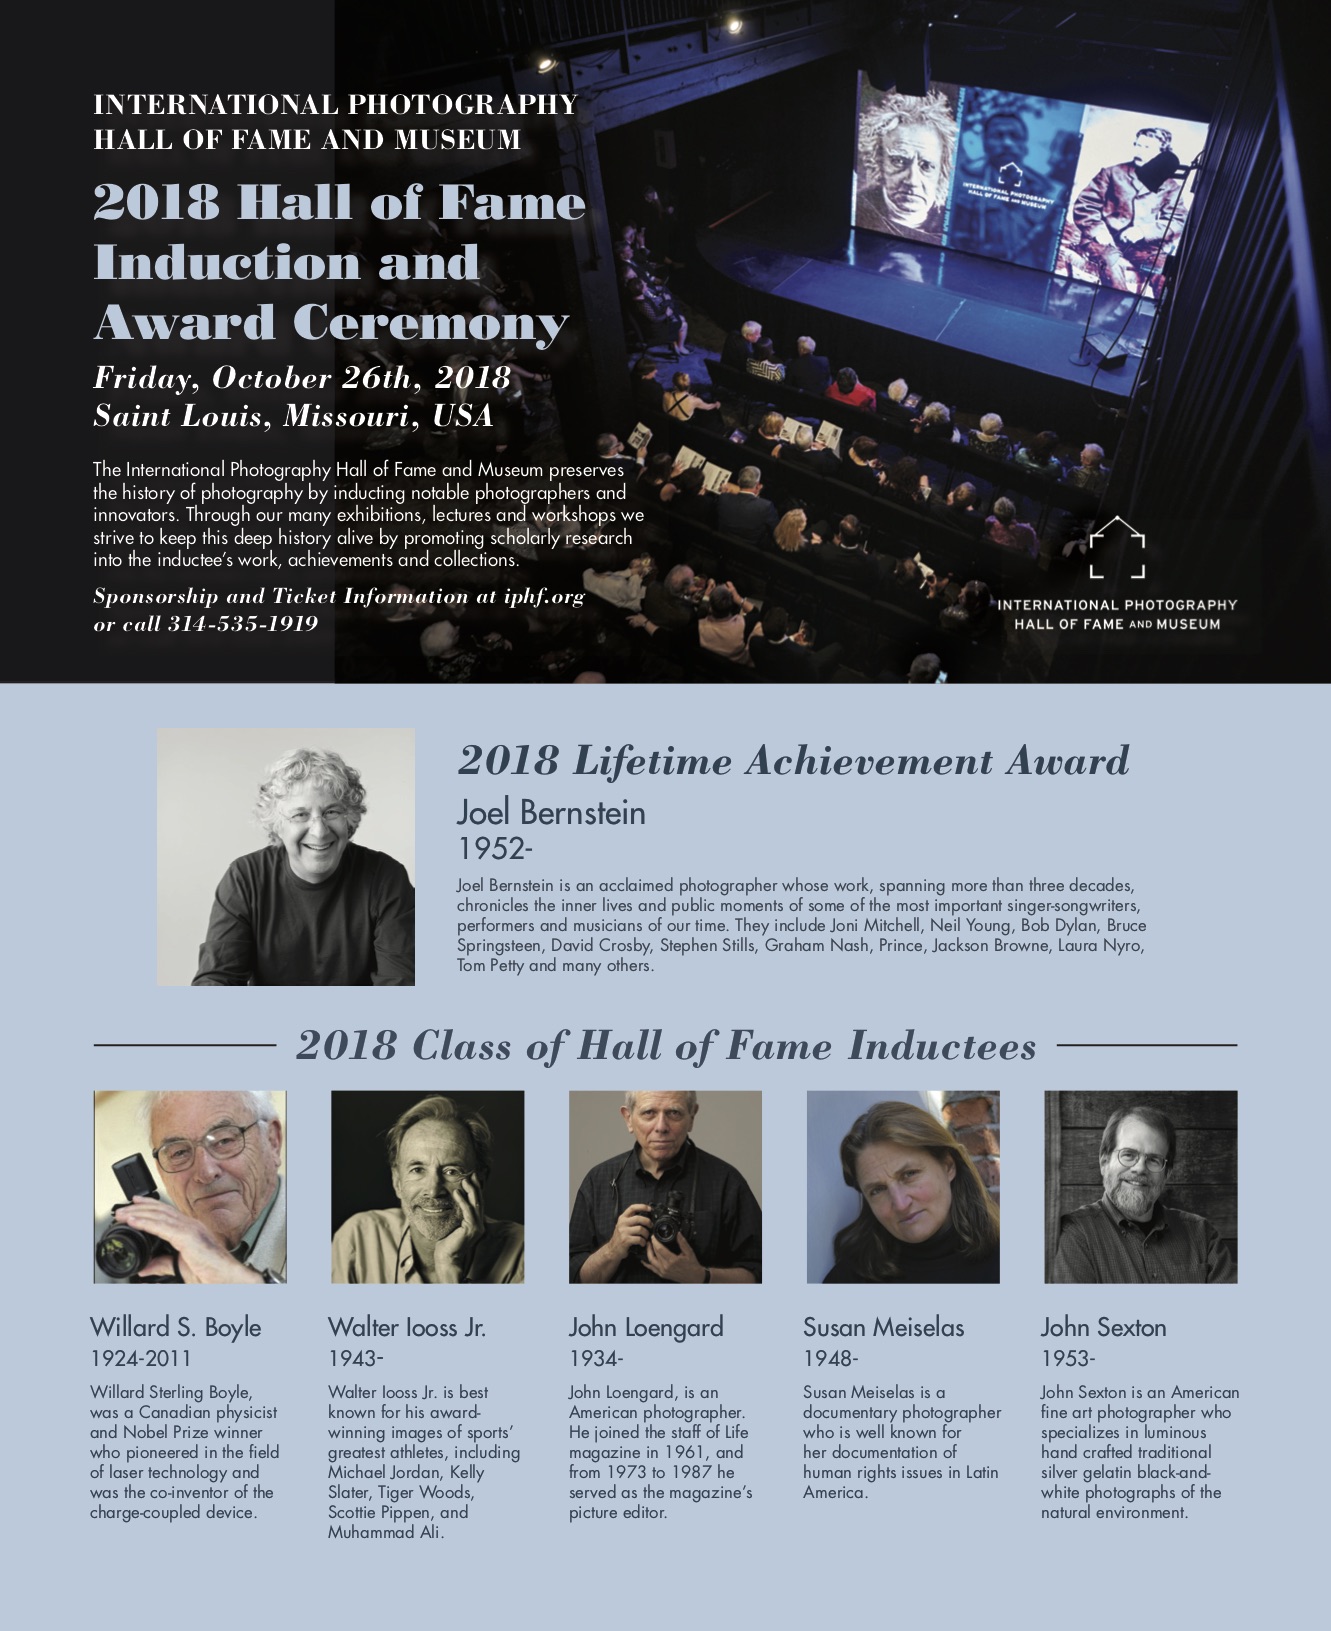 INTERNATIONAL PHOTOGRAPHY
HALL OF FAME AND MUSEUM
2018 Hall of Fame
Induction and
Award Ceremony
Friday, October 26th, 2018
Saint Louis, Missouri, USA
The International Photography Hall of Fame and Museum preserves
the history of photography by inducting notable photographers and
innovators. Through our many exhibitions, lectures and workshops we
strive to keep this deep history alive by promoting scholarly research
into the inductee's work, achievements and collections.
Sponsorship and Ticket Information at iphf.org
or call 314-535-1919
INTERNATIONAL PHOTOGRAPHY
HALL OF FAME AND MUSEUM
INTERNATIONAL PHOTOGRAPHY
HALL OF FAME AND MUSEUM
2018 Lifetime Achievement Award
Joel Bernstein
1952-
Joel Bernstein is an acclaimed photographer whose work, spanning more than three decades,
chronicles the inner lives and public moments of some of the most important singer-songwriters,
performers and musicians of our time. They include Joni Mitchell, Neil Young, Bob Dylan, Bruce
Springsteen, David Crosby, Stephen Stills, Graham Nash, Prince, Jackson Browne, Laura Nyro,
Tom Petty and many others.
2018 Class of Hall of Fame Inductees
Willard S. Boyle
1924-2011
Willard Sterling Boyle,
was a Canadian physicist
and Nobel Prize winner
who pioneered in the field
of laser technology and
was the co-inventor of the
charge-coupled device.
Walter Iooss Jr.
1943-
Walter Iooss Jr. is best
known for his award-
winning images of sports'
greatest athletes, including
Michael Jordan, Kelly
Slater, Tiger Woods,
Scottie Pippen, and
Muhammad Ali.
John Loengard
1934-
John Loengard, is an
American photographer.
He joined the staff of Life
magazine in 1961, and
from 1973 to 1987 he
served as the magazine's
picture editor.
Susan Meiselas
1948-
Susan Meiselas is a
documentary photographer
who is well known for
her documentation of
human rights issues in Latin
America.
John Sexton
1953-
John Sexton is an American
fine art photographer who
specializes in luminous
hand crafted traditional
silver gelatin black-and-
white photographs of the
natural environment.